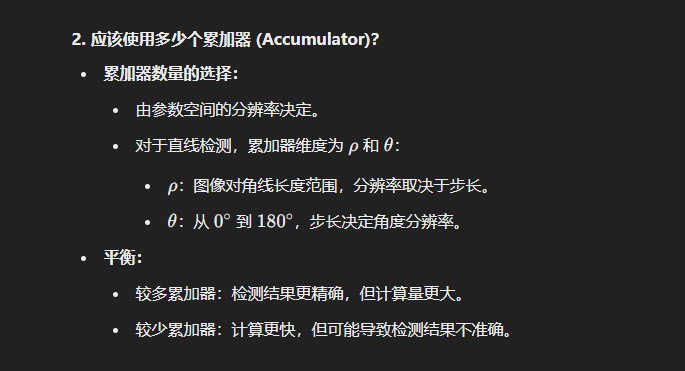 2. 应该使用多少个累加器 (Accumulator)？
• 累加器数量的选择：
• 由参数空间的分辨率决定。
• 对于直线检测，累加器维度为 ρ 和 θ：
• ρ：图像对角线长度范围，分辨率取决于步长。
• θ：从 0° 到 180°，步长决定角度分辨率。
• 平衡：
• 较多累加器：检测结果更精确，但计算量更大。
• 较少累加器：计算更快，但可能导致检测结果不准确。